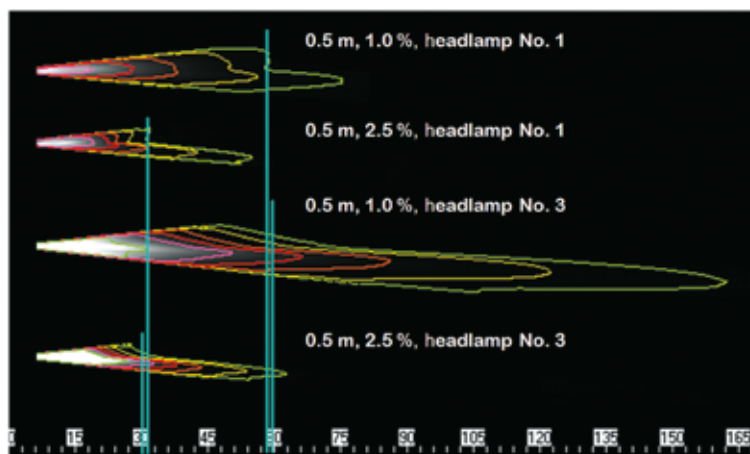 0.5 m, 1.0 %, headlamp No. 1
0.5 m, 2.5 %, headlamp No. 1
0.5 m, 1.0 %, headlamp No. 3
0.5 m, 2.5 %, headlamp No. 3
0 15 30 45 60 75 90 105 120 135 150 165